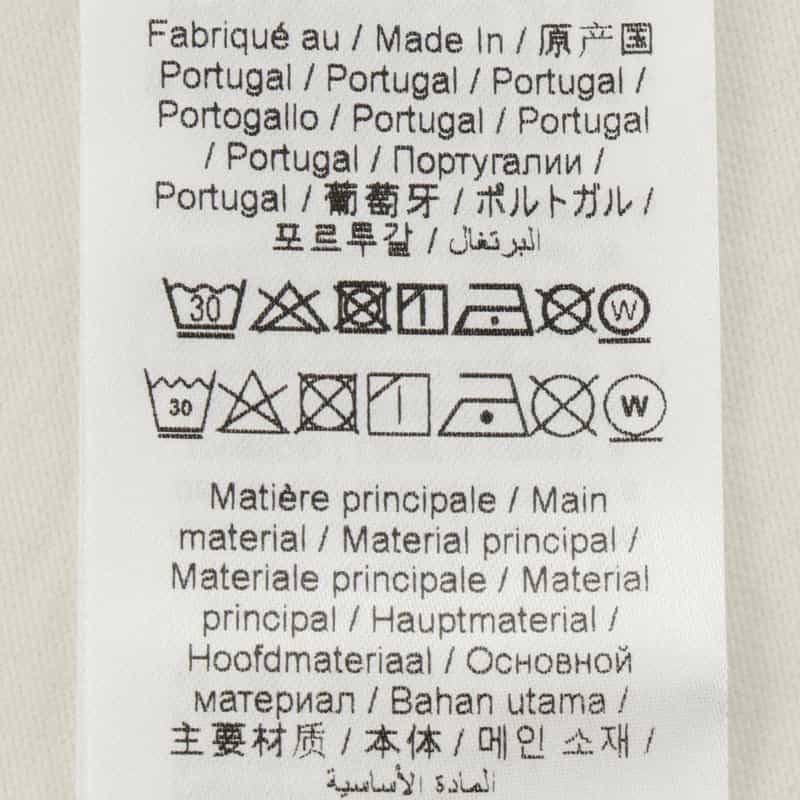 Fabriqué au / Made In / 原产国
Portugal / Portugal / Portugal /
Portogallo / Portugal / Portugal
/ Portugal / Португалии /
Portugal / 葡萄牙 / ポルトガル /
포르투갈 / البرتغال
30 W
30 W
Matière principale / Main
material / Material principal /
Materiale principale / Material
principal / Hauptmaterial /
Hoofdmateriaal / Основной
материал / Bahan utama /
主要材质 / 本体 / 메인 소재 /
المادة الأساسية